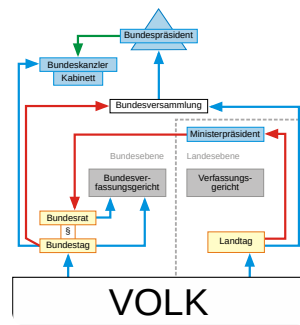 Bundespräsident
Bundeskanzler
Kabinett
Bundesversammlung
Ministerpräsident
Bundesebene
Landesebene
Bundesver-
fassungsgericht
Verfassungs-
gericht
Bundesrat
§
Bundestag
Landtag
VOLK